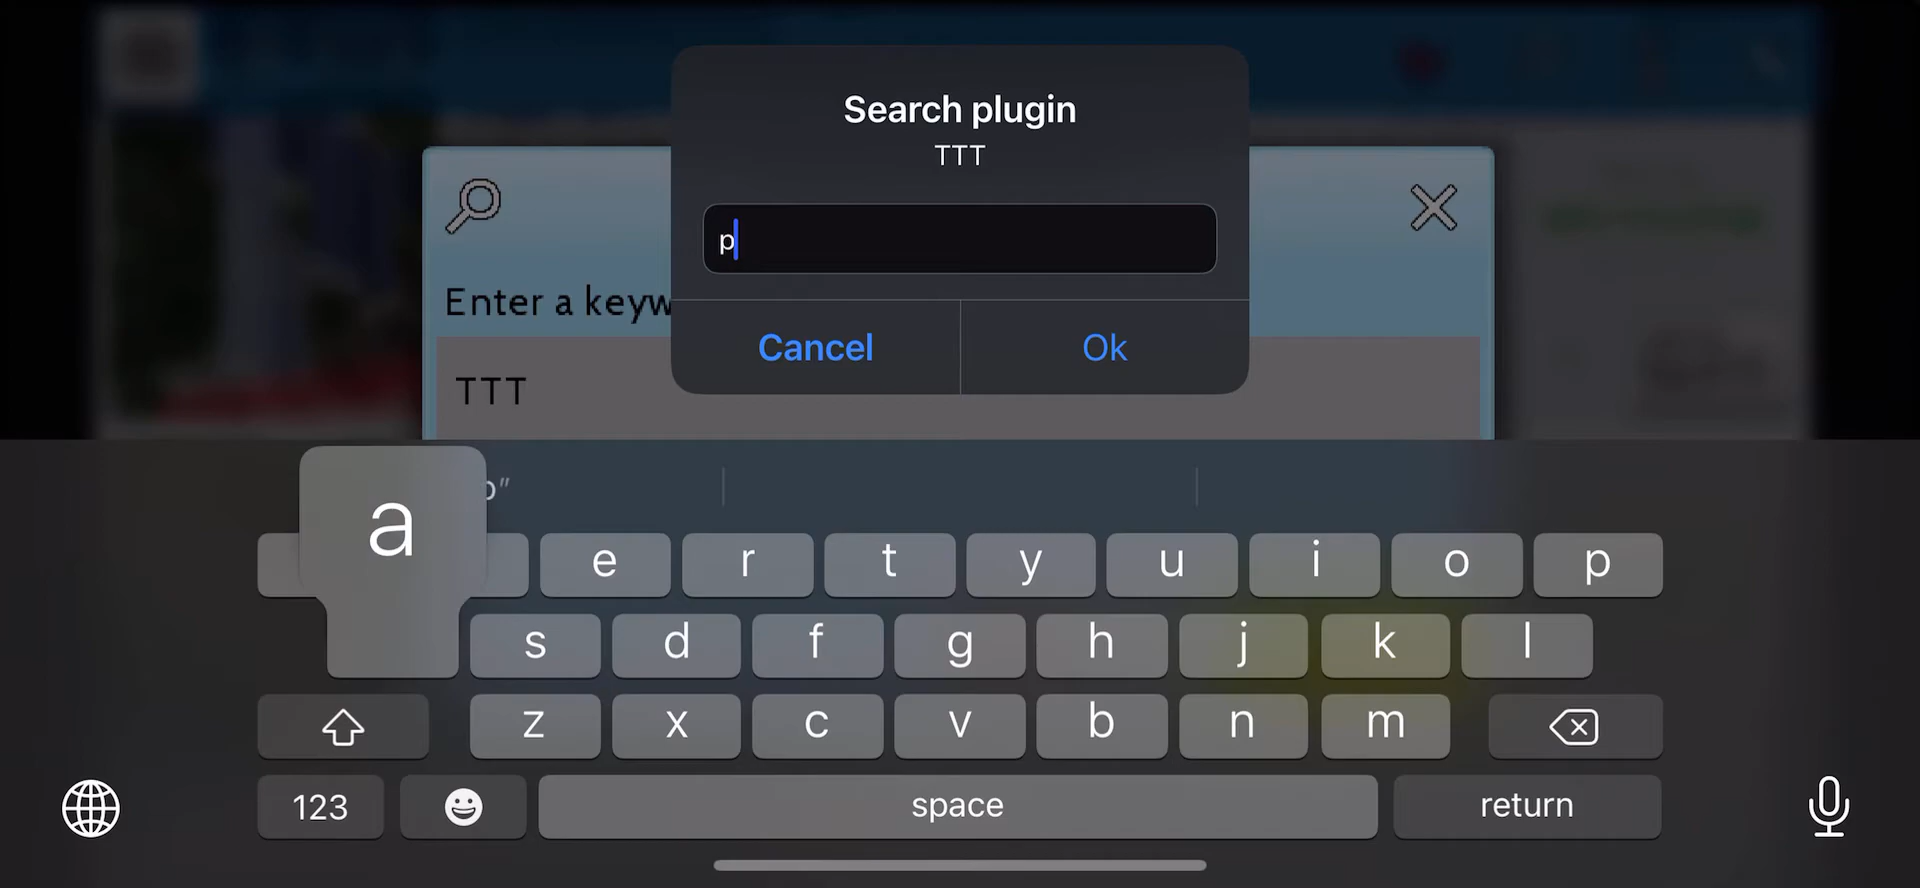 Search plugin
TTT
p
Enter a keyw
Cancel
Ok
TTT
p"
a
e r t y u i o p
s d f g h j k l
z x c v b n m
123
space
return